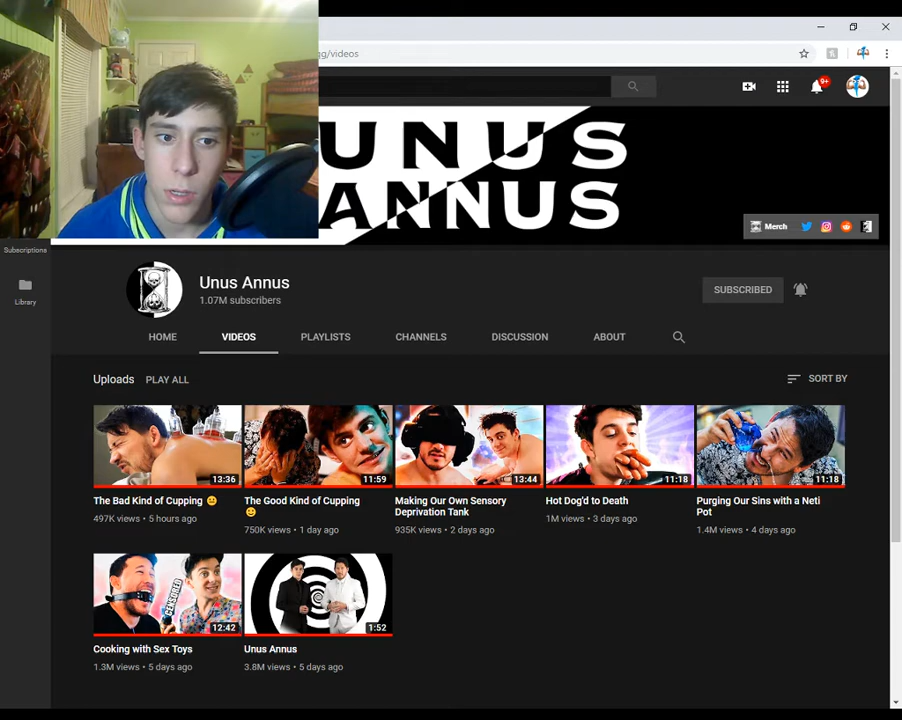 gg/videos
9+
UNUS
ANNUS
Merch
Subscriptions
Library
Unus Annus
1.07M subscribers
SUBSCRIBED
HOME
VIDEOS
PLAYLISTS
CHANNELS
DISCUSSION
ABOUT
Uploads
PLAY ALL
SORT BY
13:36
11:59
13:44
11:18
11:18
The Bad Kind of Cupping 😐
497K views • 5 hours ago
The Good Kind of Cupping
😃
750K views • 1 day ago
Making Our Own Sensory
Deprivation Tank
935K views • 2 days ago
Hot Dog'd to Death
1M views • 3 days ago
Purging Our Sins with a Neti
Pot
1.4M views • 4 days ago
CENSORED
12:42
1:52
Cooking with Sex Toys
1.3M views • 5 days ago
Unus Annus
3.8M views • 5 days ago